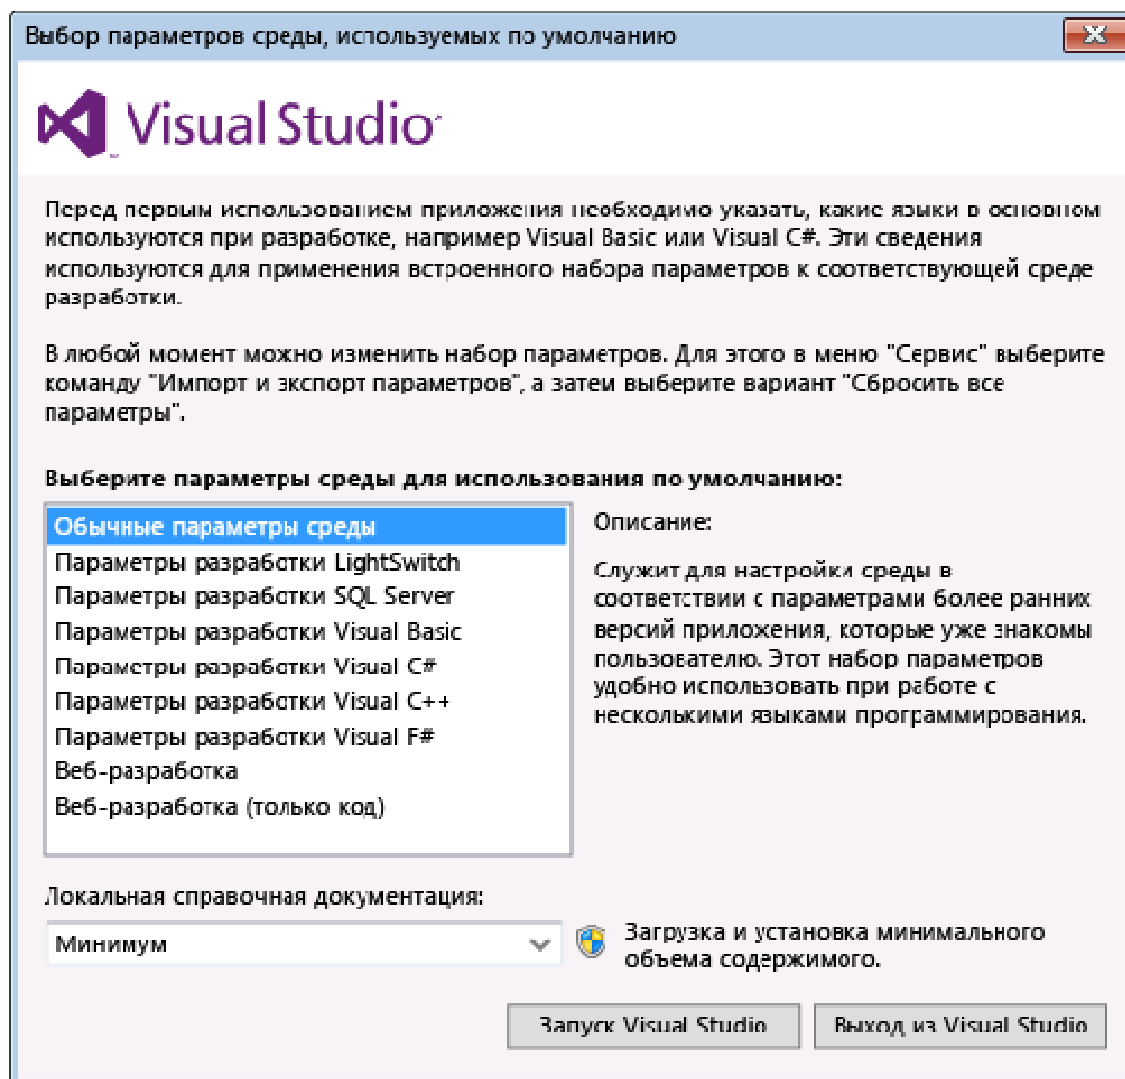 Выбор параметров среды, используемых по умолчанию
Visual Studio
Перед первым использованием приложения необходимо указать, какие языки в основном
используются при разработке, например Visual Basic или Visual C#. Эти сведения
используются для применения встроенного набора параметров к соответствующей среде
разработки.
В любой момент можно изменить набор параметров. Для этого в меню "Сервис" выберите
команду "Импорт и экспорт параметров", а затем выберите вариант "Сбросить все
параметры".
Выберите параметры среды для использования по умолчанию:
Обычные параметры среды
Параметры разработки LightSwitch
Параметры разработки SQL Server
Параметры разработки Visual Basic
Параметры разработки Visual C#
Параметры разработки Visual C++
Параметры разработки Visual F#
Веб-разработка
Веб-разработка (только код)
Описание:
Служит для настройки среды в
соответствии с параметрами более ранних
версий приложения, которые уже знакомы
пользователю. Этот набор параметров
удобно использовать при работе с
несколькими языками программирования.
Локальная справочная документация:
Минимум
Загрузка и установка минимального
объема содержимого.
Запуск Visual Studio
Выход из Visual Studio